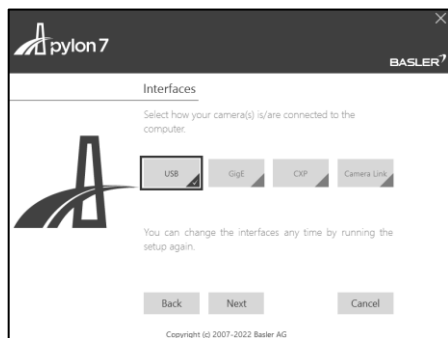 pylon 7
BASLER
Interfaces
Select how your camera(s) is/are connected to the
computer.
USB GigE CXP Camera Link
You can change the interfaces any time by running the
setup again.
Back Next Cancel
Copyright (c) 2007-2022 Basler AG